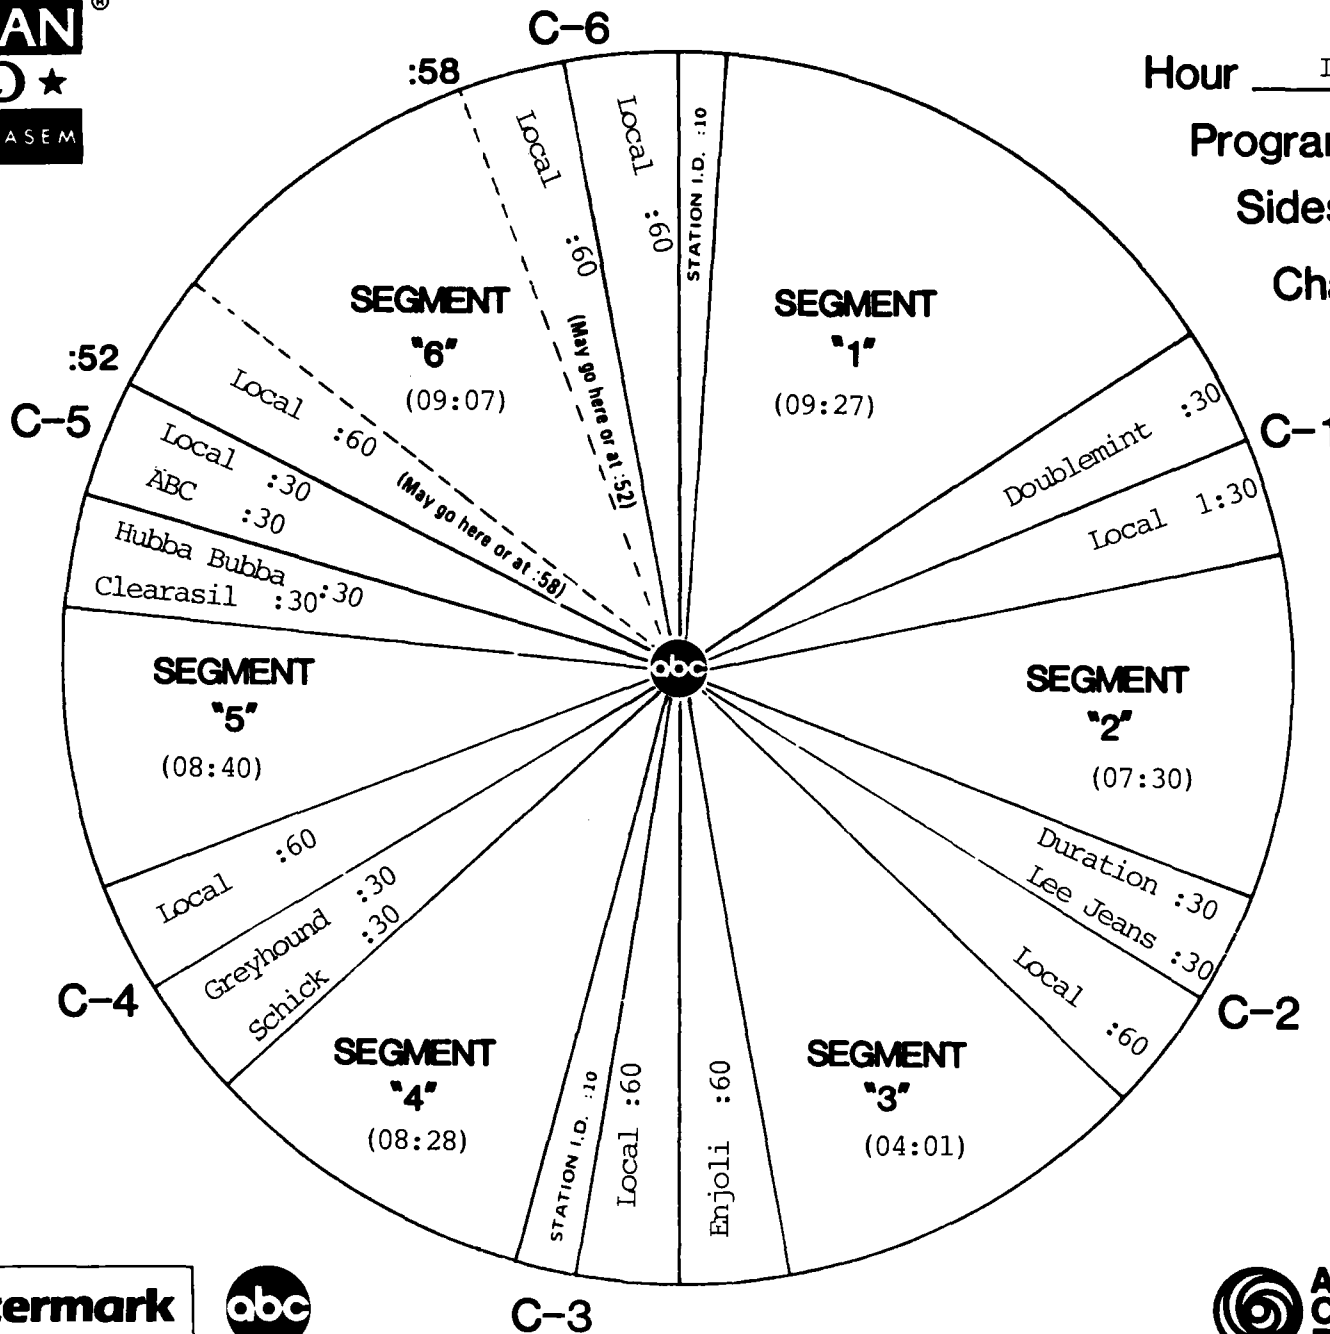 AN ®
ASEM
C-6
:58
Hour
Progra
Sides
Ch
Local :60
Local :60
STATION I.D. :10
SEGMENT
"6"
(09:07)
(May go here or at :52)
SEGMENT
"1"
(09:27)
:52
C-5
Local :60
(May go here or at :58)
Local :30
ABC :30
Hubba Bubba :30
Clearasil :30
Doublemint :30
C-1
Local 1:30
abc
SEGMENT
"5"
(08:40)
SEGMENT
"2"
(07:30)
Local :60
Greyhound :30
Schick :30
C-4
Duration :30
Lee Jeans :30
Local :60
C-2
SEGMENT
"4"
(08:28)
STATION I.D. :10
Local :60
Enjoli :60
SEGMENT
"3"
(04:01)
C-3
termark
abc